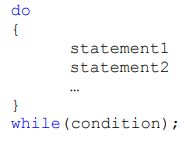 do
{
statement1
statement2
…
}
while(condition);